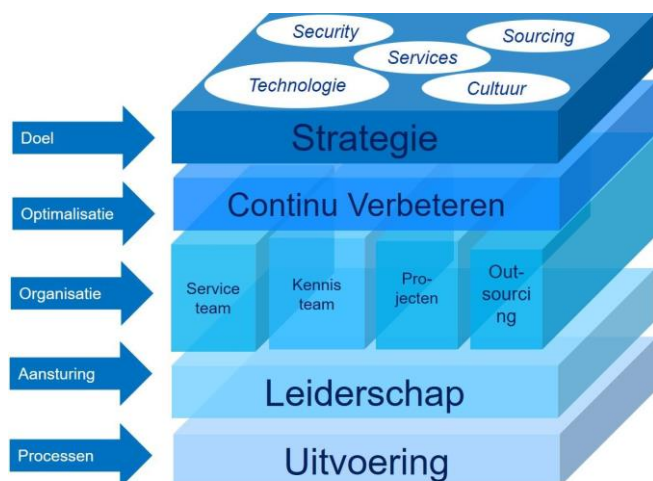 Security
Sourcing
Services
Technologie
Cultuur
Doel
Strategie
Optimalisatie
Continu Verbeteren
Organisatie
Service
team
Kennis
team
Pro-
jecten
Out-
sourci
ng
Aansturing
Leiderschap
Processen
Uitvoering